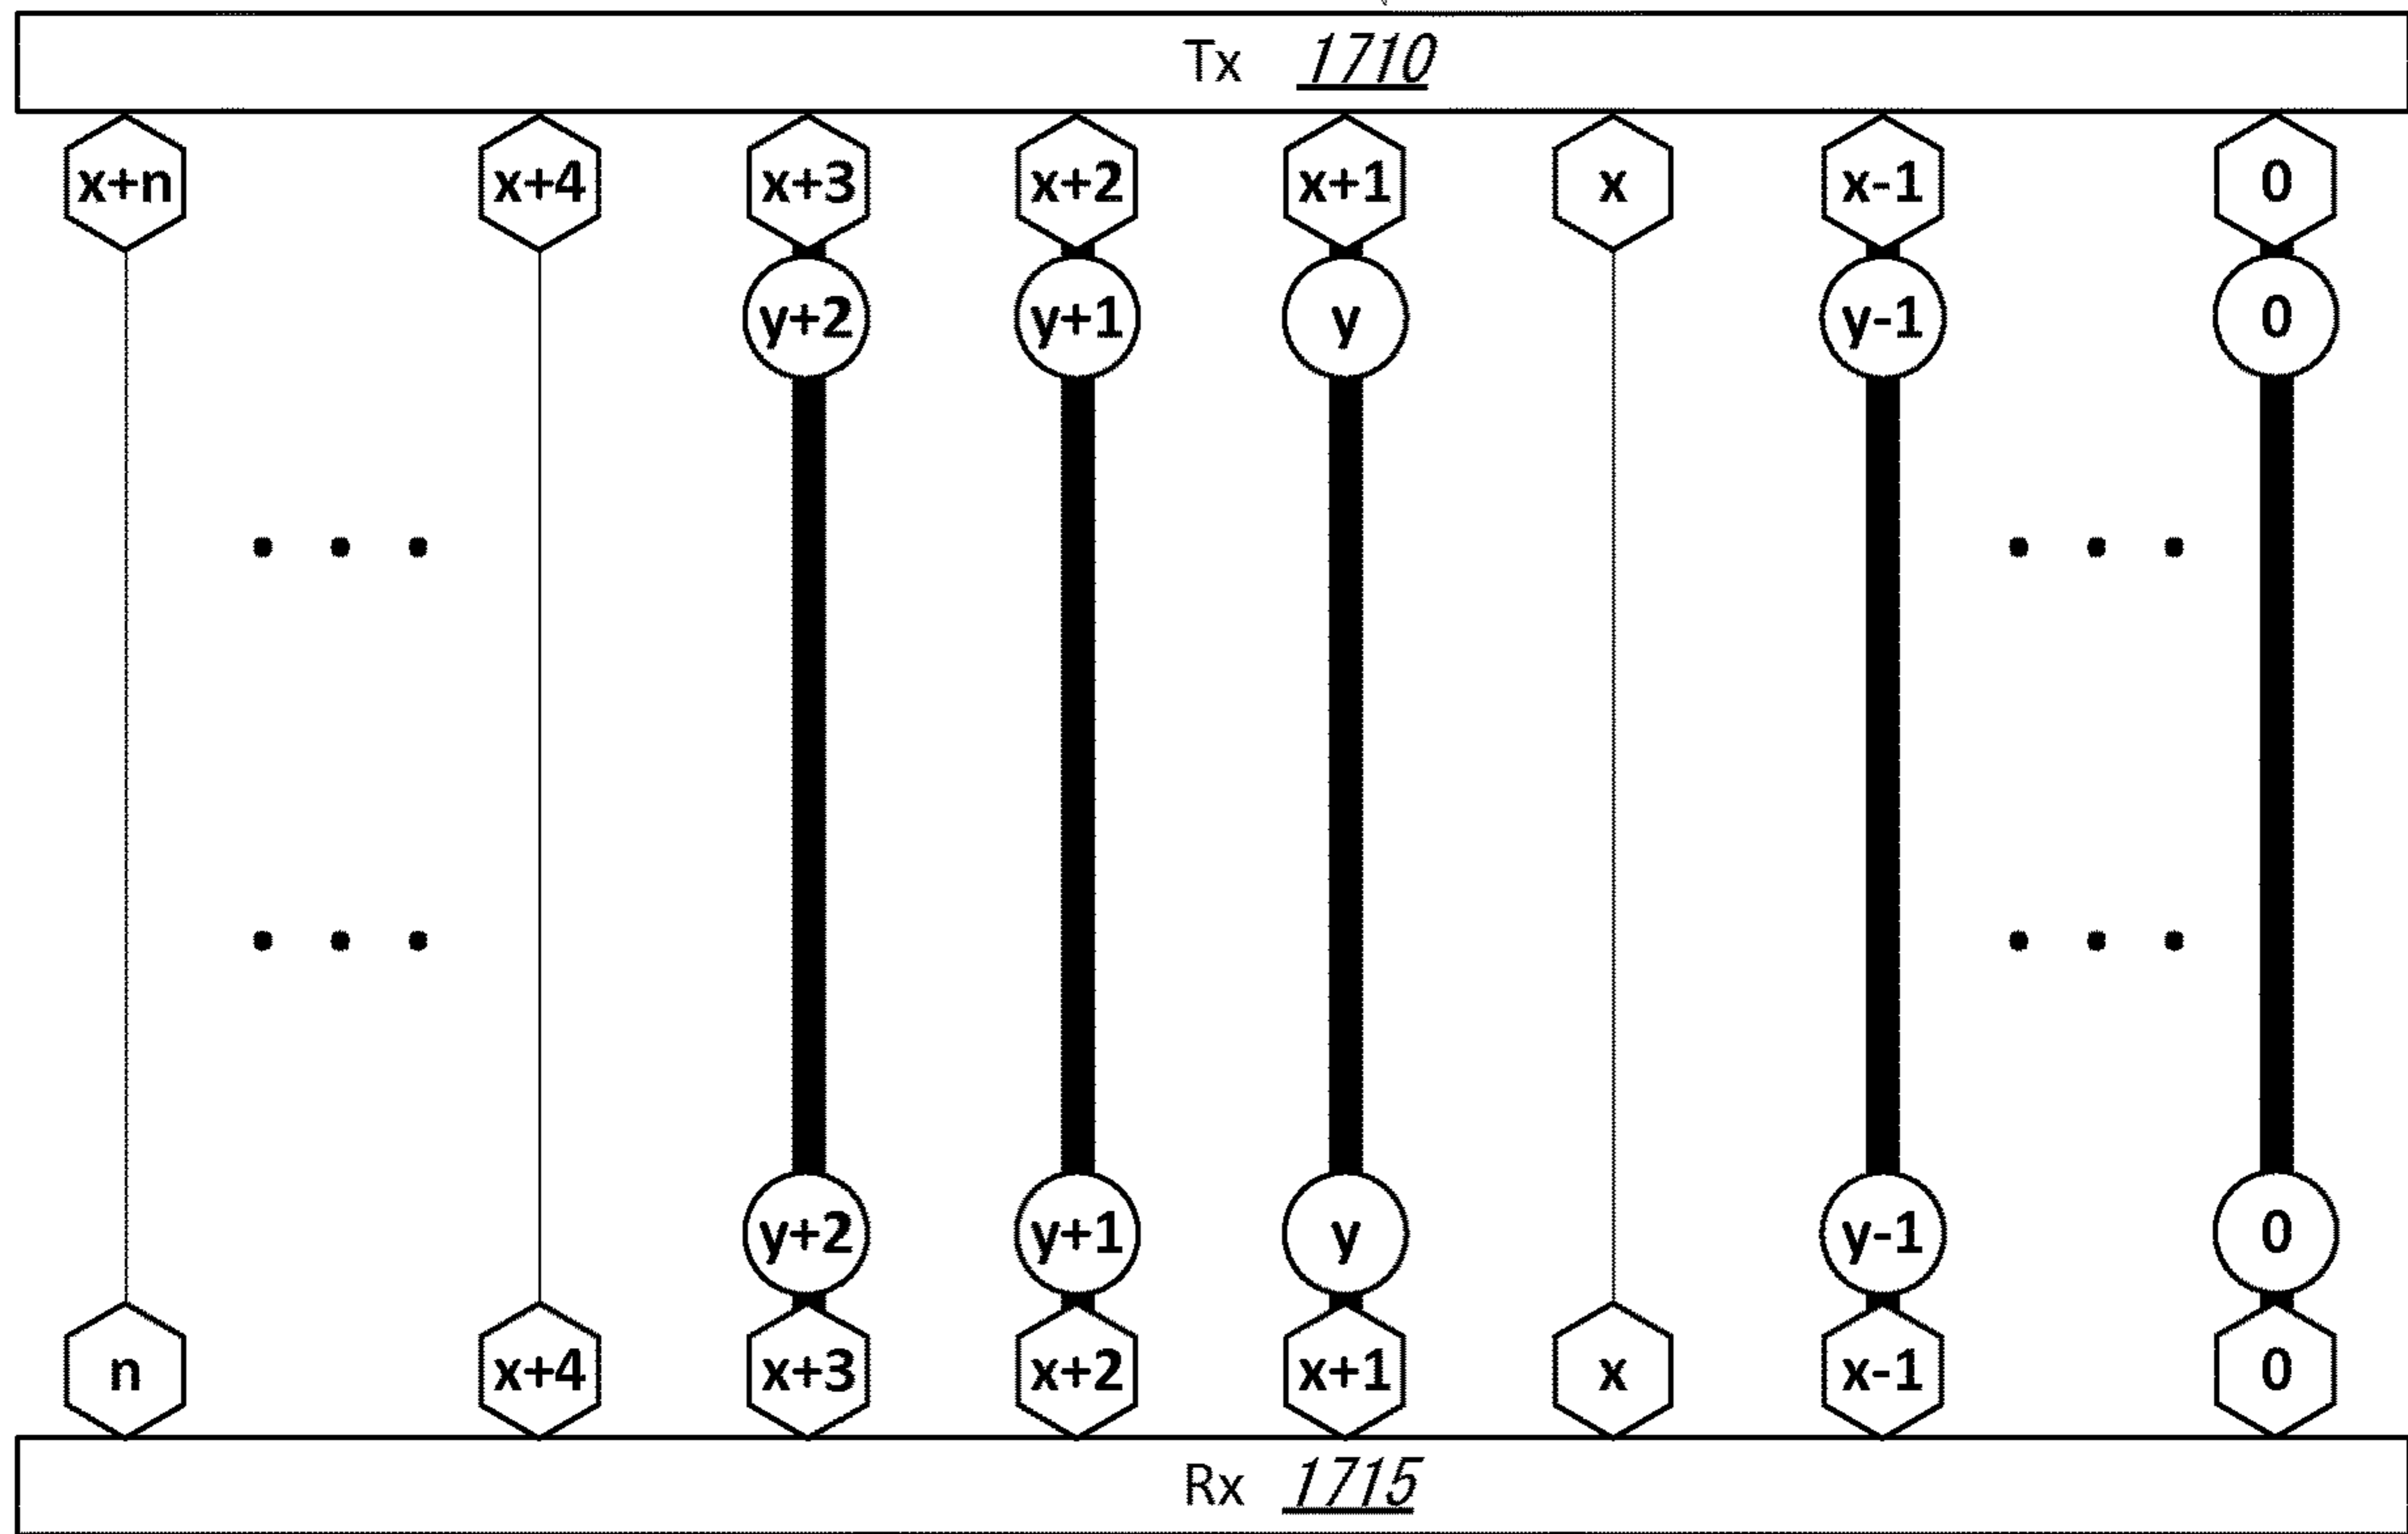 Tx 1710
x+n x+4 x+3 x+2 x+1 x x-1 0
y+2 y+1 y y-1 0
y+2 y+1 y y-1 0
n x+4 x+3 x+2 x+1 x x-1 0
Rx 1715